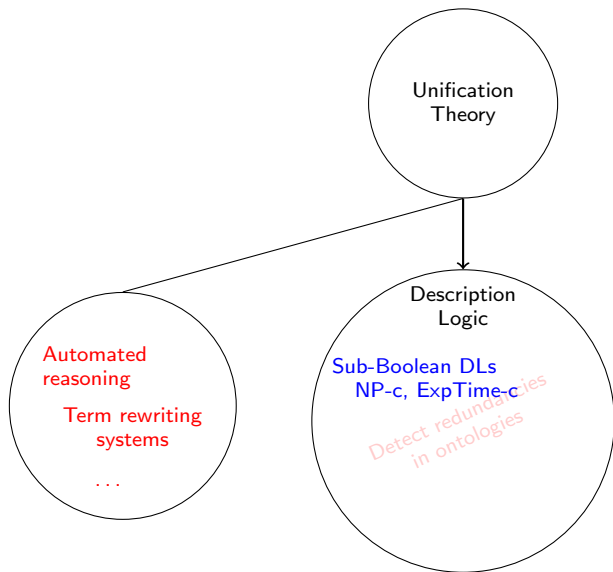 Unification
Theory
Description
Logic
Automated
reasoning
Term rewriting
systems
...
Sub-Boolean DLs
NP-c, ExpTime-c
Detect redundancies
in ontologies